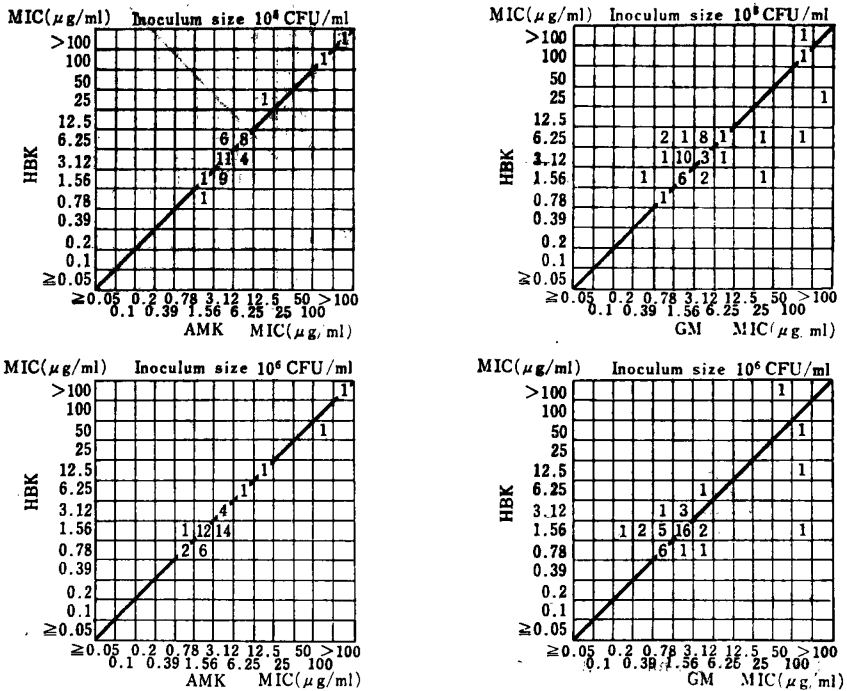 MIC(μg/ml) Inoculum size 10⁸ CFU/ml
>100
100
50
25
12.5
6.25
3.12
1.56
0.78
0.39
0.2
0.1
≧0.05
HBK
1
1
1
6 8
11 4
1 9
1
≧0.05 0.2 0.78 3.12 12.5 50 >100
0.1 0.39 1.56 6.25 25 100
AMK MIC(μg/ml)
MIC(μg/ml) Inoculum size 10⁸ CFU/ml
>100
100
50
25
12.5
6.25
3.12
1.56
0.78
0.39
0.2
0.1
≧0.05
HBK
1
1
1
2 1 8 1 1 1
1 10 3 1
1 6 2 1
1
≧0.05 0.2 0.78 3.12 12.5 50 >100
0.1 0.39 1.56 6.25 25 100
GM MIC(μg/ml)
MIC(μg/ml) Inoculum size 10⁶ CFU/ml
>100
100
50
25
12.5
6.25
3.12
1.56
0.78
0.39
0.2
0.1
≧0.05
HBK
1
1
1
1
4
1 12 14
2 6
≧0.05 0.2 0.78 3.12 12.5 50 >100
0.1 0.39 1.56 6.25 25 100
AMK MIC(μg/ml)
MIC(μg/ml) Inoculum size 10⁶ CFU/ml
>100
100
50
25
12.5
6.25
3.12
1.56
0.78
0.39
0.2
0.1
≧0.05
HBK
1
1
1
1
1 3
1 2 5 16 2 1
6 1 1
≧0.05 0.2 0.78 3.12 12.5 50 >100
0.1 0.39 1.56 6.25 25 100
GM MIC(μg/ml)